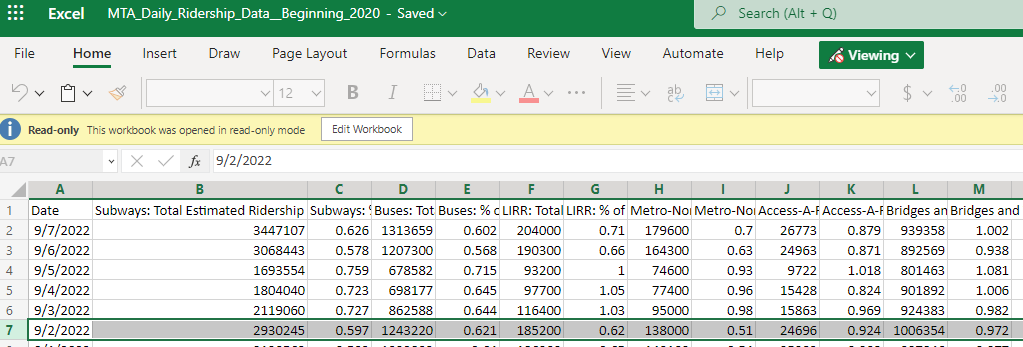 Excel MTA_Daily_Ridership_Data__Beginning_2020 - Saved Search (Alt + Q)
File Home Insert Draw Page Layout Formulas Data Review View Automate Help Viewing
12 B I A ab $ .00 .00
Read-only This workbook was opened in read-only mode Edit Workbook
A7 fx 9/2/2022
A B C D E F G H I J K L M
1 Date Subways: Total Estimated Ridership Subways: Buses: Tot Buses: % c LIRR: Total LIRR: % of Metro-Nor Metro-Nor Access-A-R Access-A-R Bridges an Bridges and
2 9/7/2022 3447107 0.626 1313659 0.602 204000 0.71 179600 0.7 26773 0.879 939358 1.002
3 9/6/2022 3068443 0.578 1207300 0.568 190300 0.66 164300 0.63 24963 0.871 892569 0.938
4 9/5/2022 1693554 0.759 678582 0.715 93200 1 74600 0.93 9722 1.018 801463 1.081
5 9/4/2022 1804040 0.723 698177 0.645 97700 1.05 77400 0.96 15428 0.824 901892 1.006
6 9/3/2022 2119060 0.727 862588 0.644 116400 1.03 95000 0.98 15863 0.969 924383 0.982
7 9/2/2022 2930245 0.597 1243220 0.621 185200 0.62 138000 0.51 24696 0.924 1006354 0.972